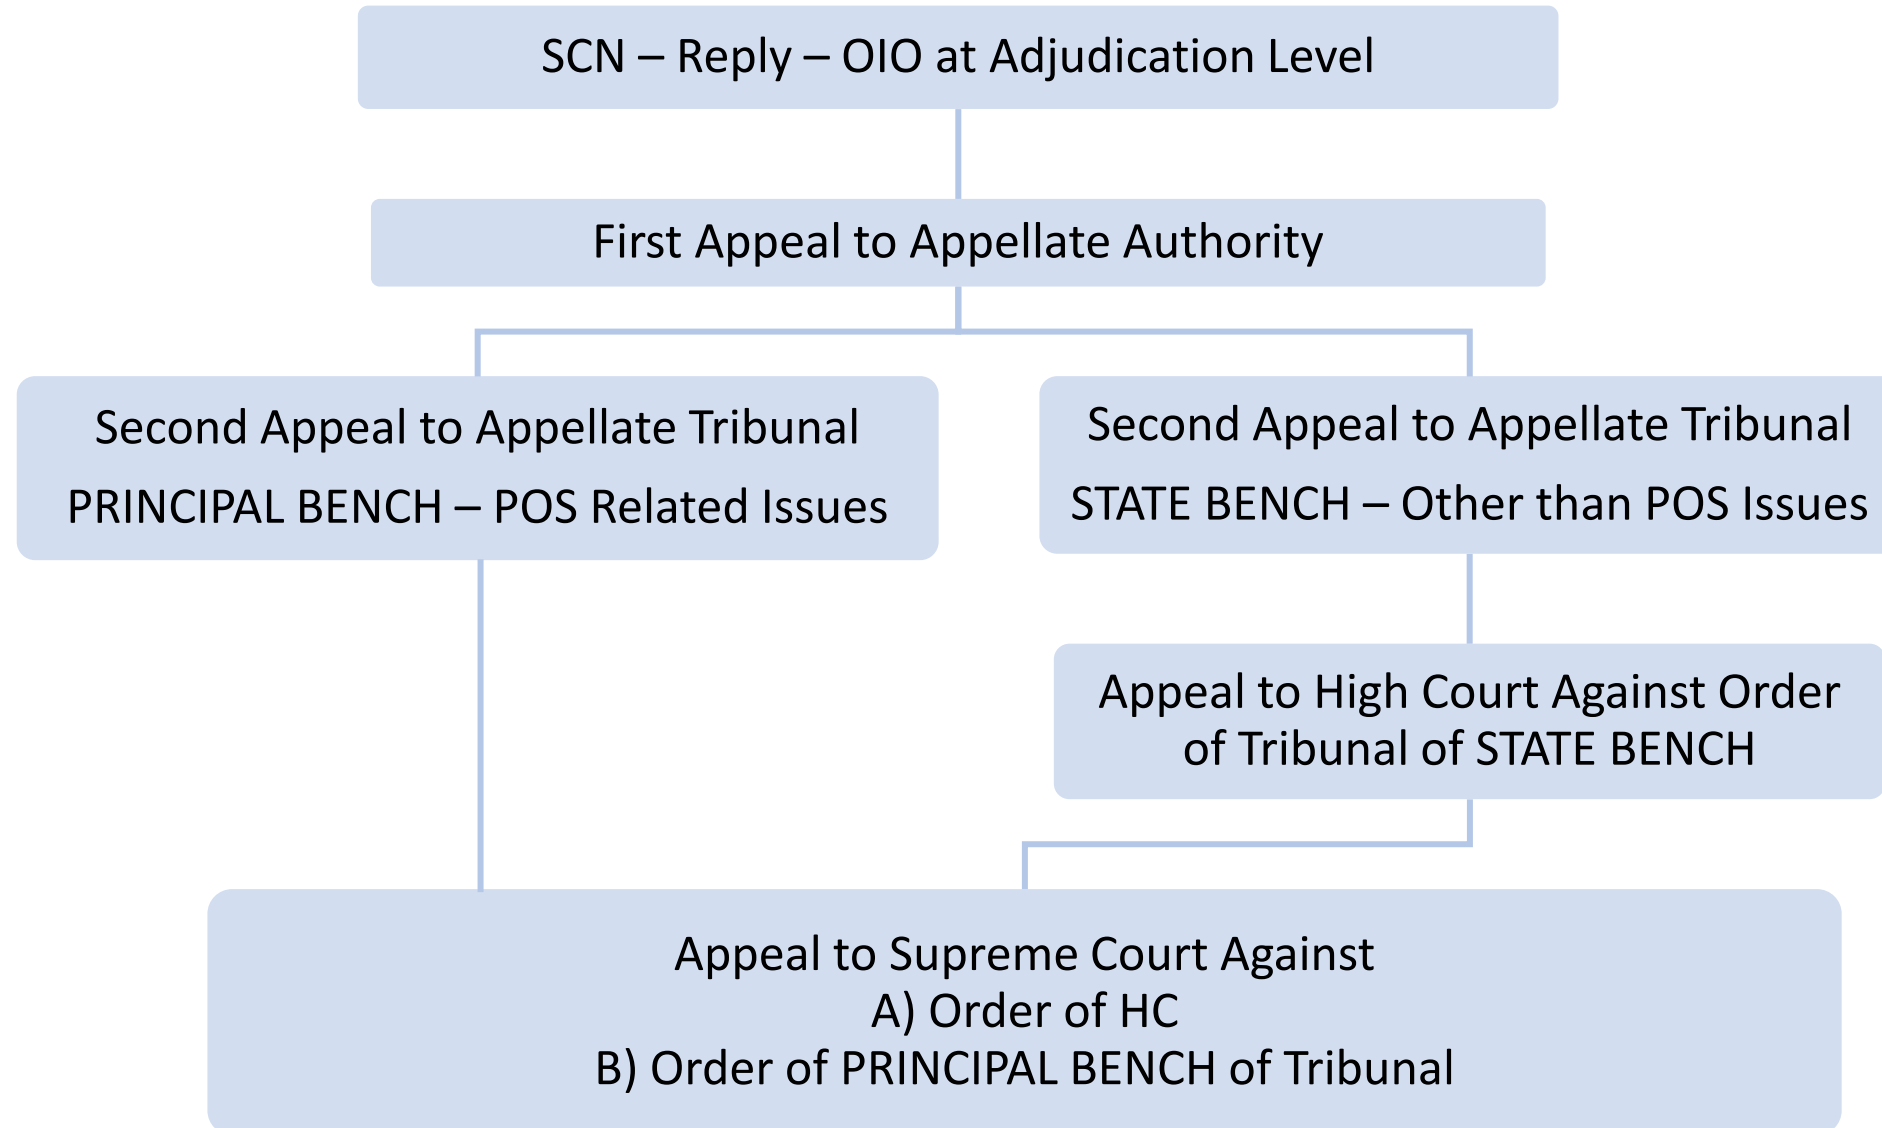 SCN – Reply – OIO at Adjudication Level
First Appeal to Appellate Authority
Second Appeal to Appellate Tribunal
PRINCIPAL BENCH – POS Related Issues
Second Appeal to Appellate Tribunal
STATE BENCH – Other than POS Issues
Appeal to High Court Against Order
of Tribunal of STATE BENCH
Appeal to Supreme Court Against
A) Order of HC
B) Order of PRINCIPAL BENCH of Tribunal